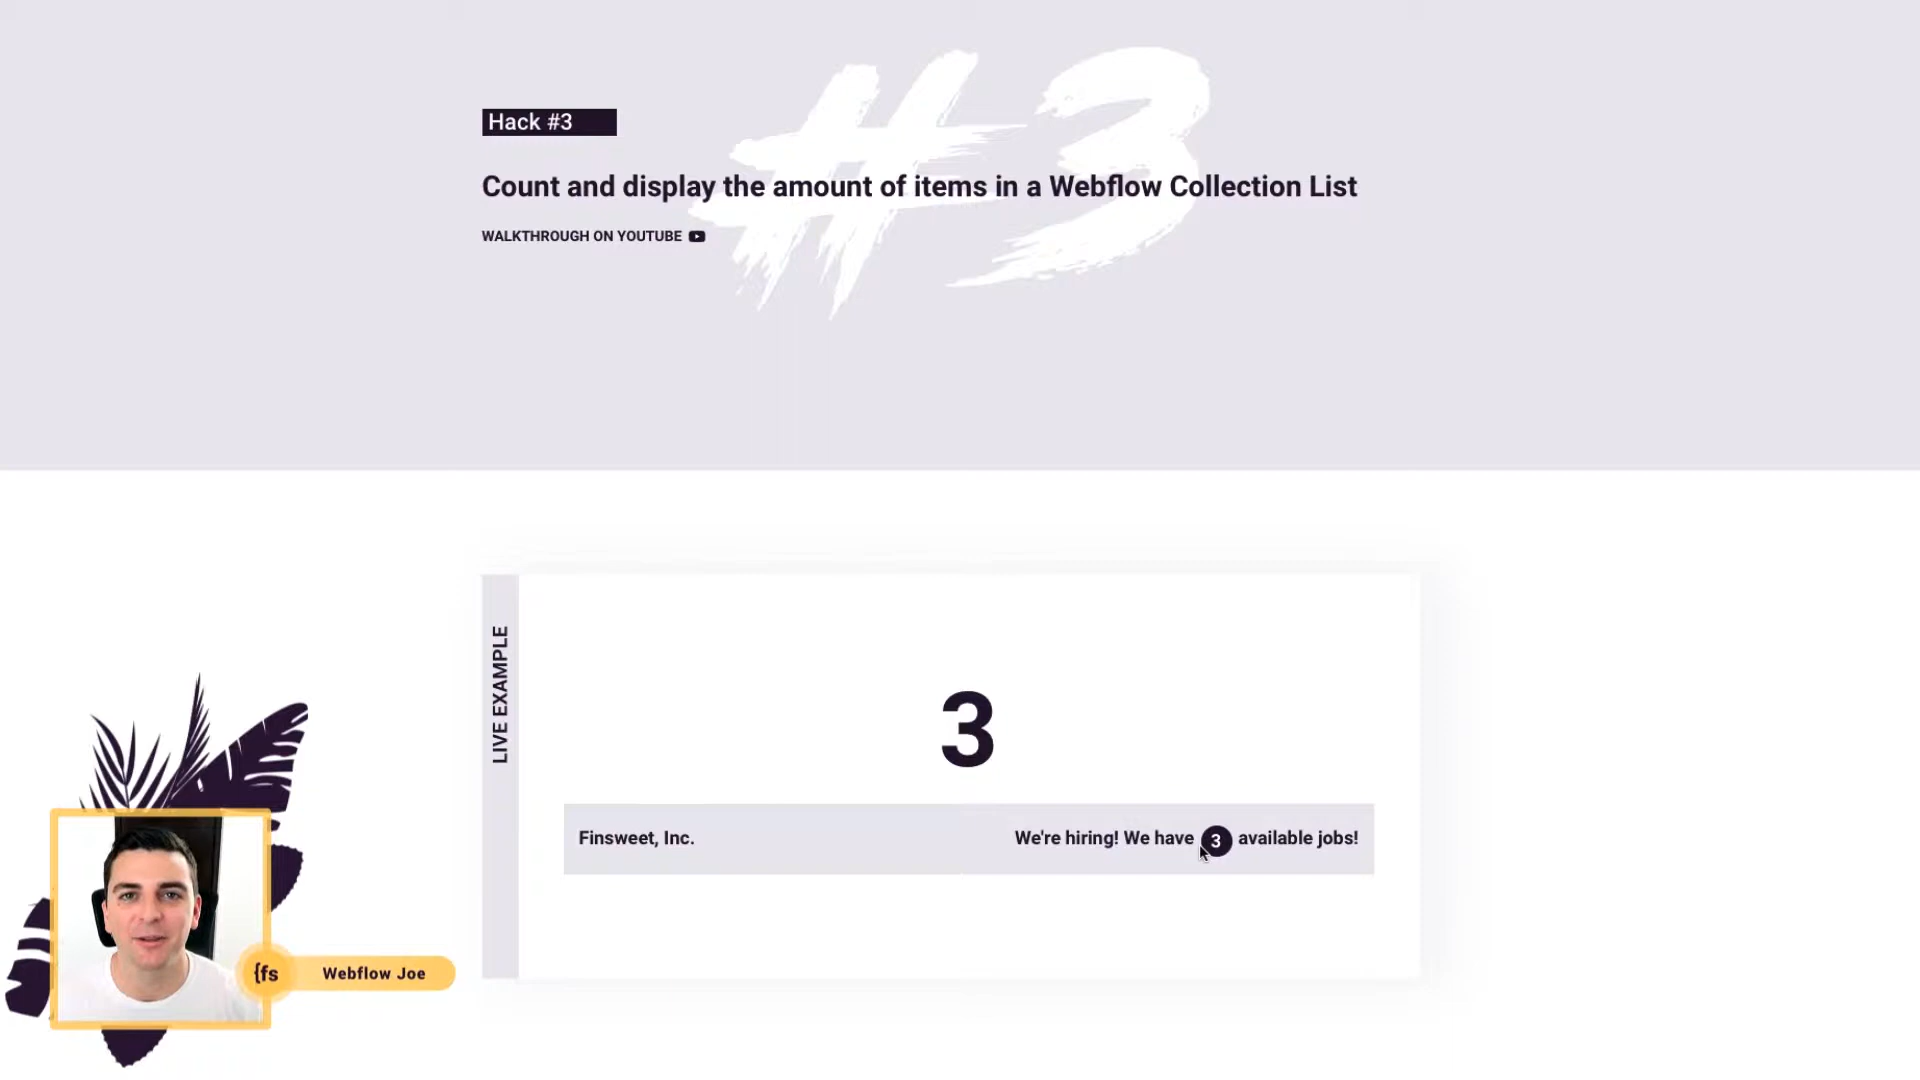 #3
Hack #3
Count and display the amount of items in a Webflow Collection List
WALKTHROUGH ON YOUTUBE
LIVE EXAMPLE
3
Finsweet, Inc.
We're hiring! We have 3 available jobs!
{fs
Webflow Joe